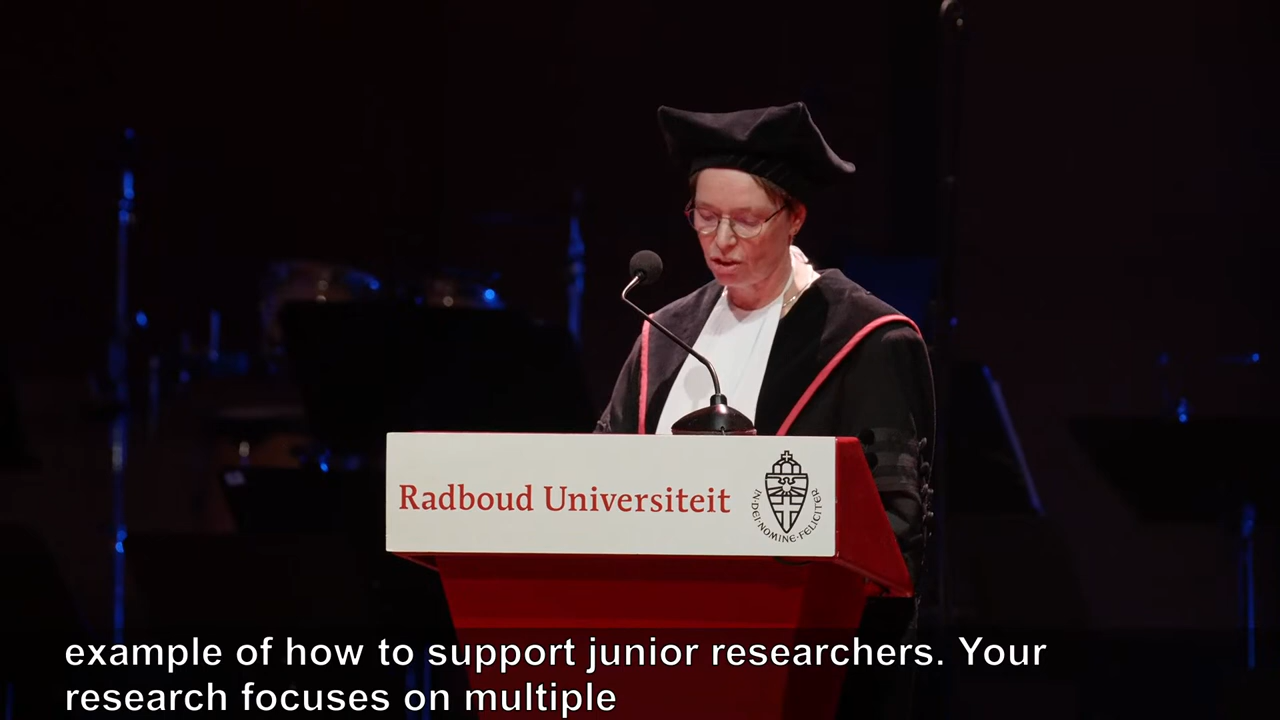 Radboud Universiteit
IN·DEI·NOMINE·FELICITER
example of how to support junior researchers. Your
research focuses on multiple